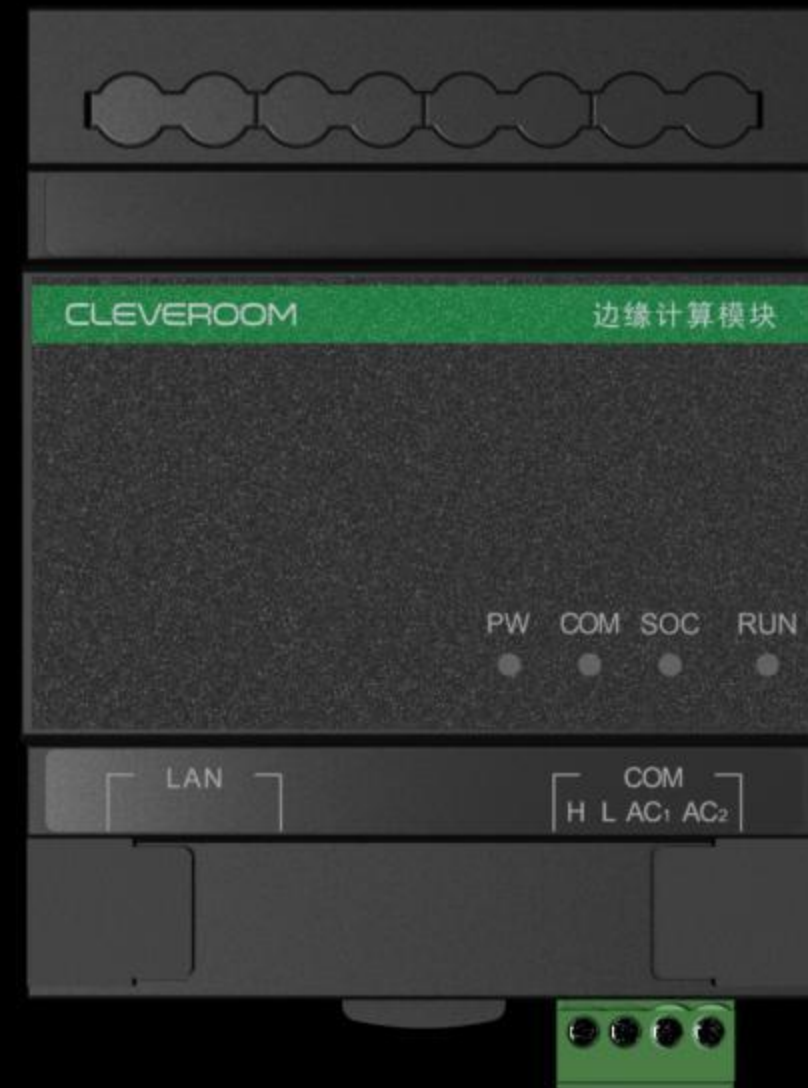 CLEVEROOM 边缘计算模块
PW COM SOC RUN
LAN COM
H L AC₁ AC₂